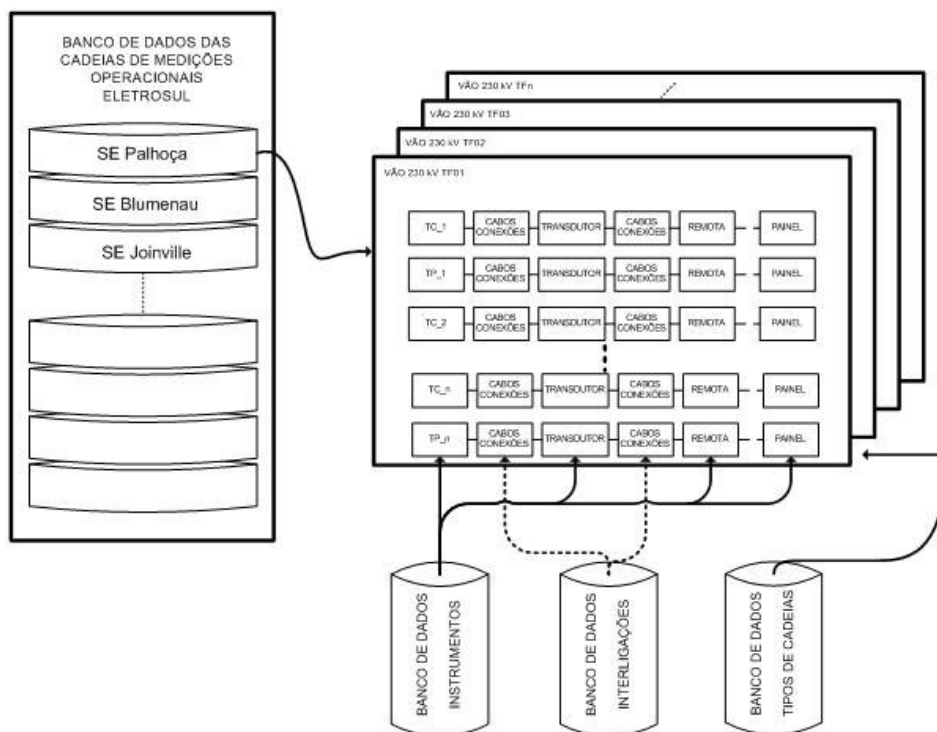 BANCO DE DADOS DAS
CADEIAS DE MEDIÇÕES
OPERACIONAIS
ELETROSUL
SE Palhoça
SE Blumenau
SE Joinville
VÃO 230 kV TFn
VÃO 230 kV TF03
VÃO 230 kV TF02
VÃO 230 kV TF01
TC_1
CABOS
CONEXÕES
TRANSDUTOR
CABOS
CONEXÕES
REMOTA
PAINEL
TP_1
CABOS
CONEXÕES
TRANSDUTOR
CABOS
CONEXÕES
REMOTA
PAINEL
TC_2
CABOS
CONEXÕES
TRANSDUTOR
CABOS
CONEXÕES
REMOTA
PAINEL
TC_n
CABOS
CONEXÕES
TRANSDUTOR
CABOS
CONEXÕES
REMOTA
PAINEL
TP_n
CABOS
CONEXÕES
TRANSDUTOR
CABOS
CONEXÕES
REMOTA
PAINEL
BANCO DE DADOS
INSTRUMENTOS
BANCO DE DADOS
INTERLIGAÇÕES
BANCO DE DADOS
TIPOS DE CADEIAS